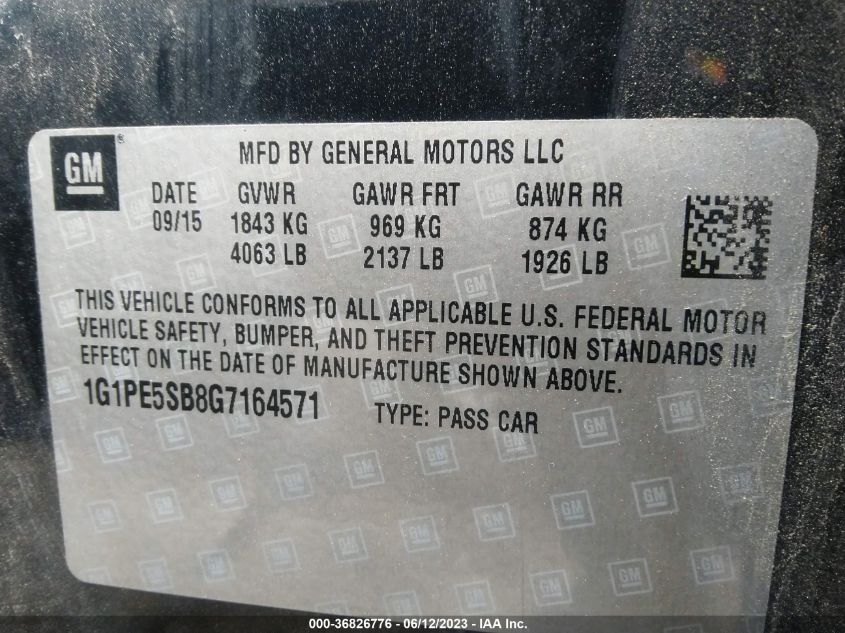 GM
MFD BY GENERAL MOTORS LLC
DATE GVWR GAWR FRT GAWR RR
09/15 1843 KG 969 KG 874 KG
4063 LB 2137 LB 1926 LB
THIS VEHICLE CONFORMS TO ALL APPLICABLE U.S. FEDERAL MOTOR
VEHICLE SAFETY, BUMPER, AND THEFT PREVENTION STANDARDS IN
EFFECT ON THE DATE OF MANUFACTURE SHOWN ABOVE.
1G1PE5SB8G7164571 TYPE: PASS CAR
000-36826776 - 06/12/2023 - IAA Inc.